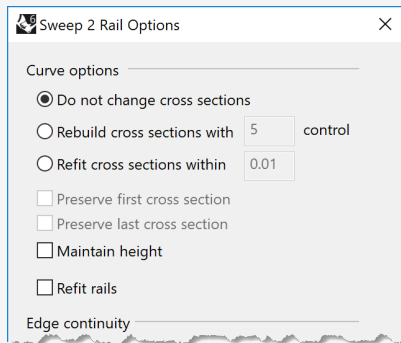 6 Sweep 2 Rail Options
Curve options
Do not change cross sections
Rebuild cross sections with 5 control
Refit cross sections within 0.01
Preserve first cross section
Preserve last cross section
Maintain height
Refit rails
Edge continuity